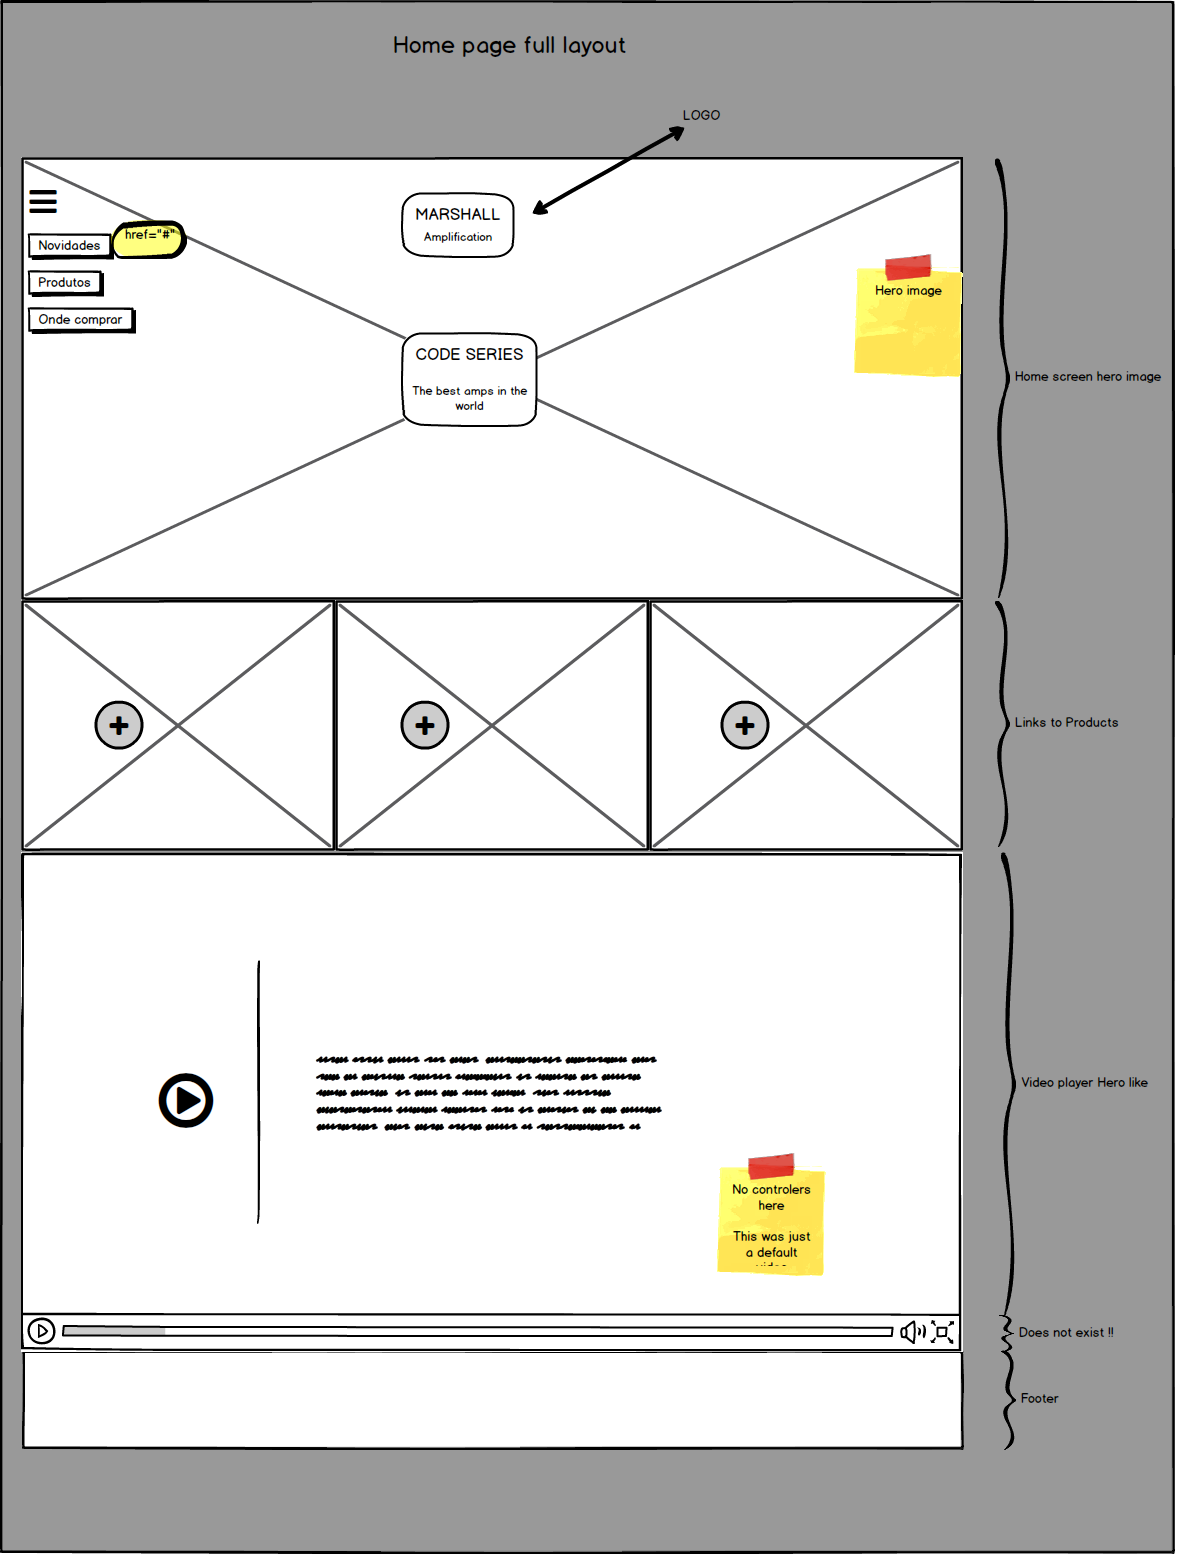 Home page full layout
LOGO
MARSHALL
Amplification
Novidades
href="#"
Produtos
Onde comprar
Hero image
CODE SERIES
The best amps in the
world
Home screen hero image
Links to Products
Video player Hero like
No controlers
here
This was just
a default
Does not exist !!
Footer